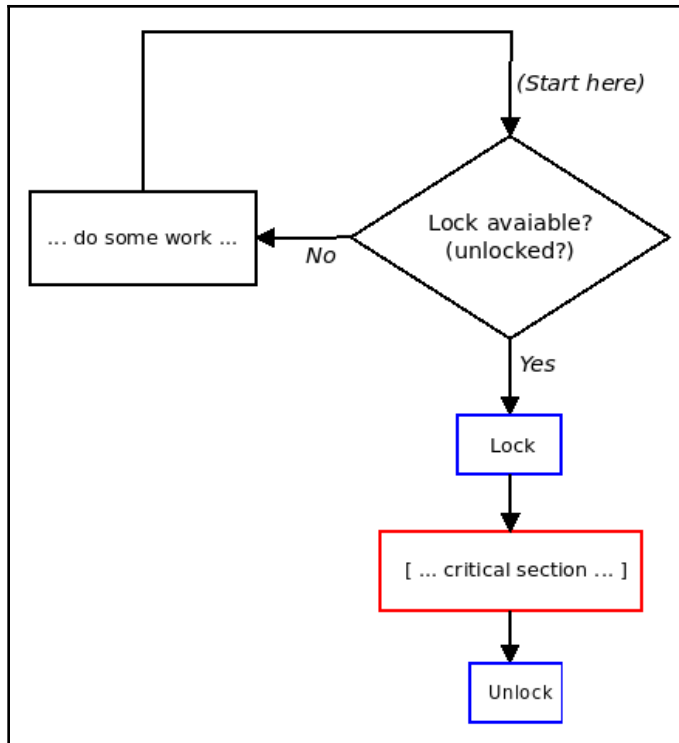 (Start here)
Lock avaiable?
(unlocked?)
... do some work ...
No
Yes
Lock
[ ... critical section ... ]
Unlock